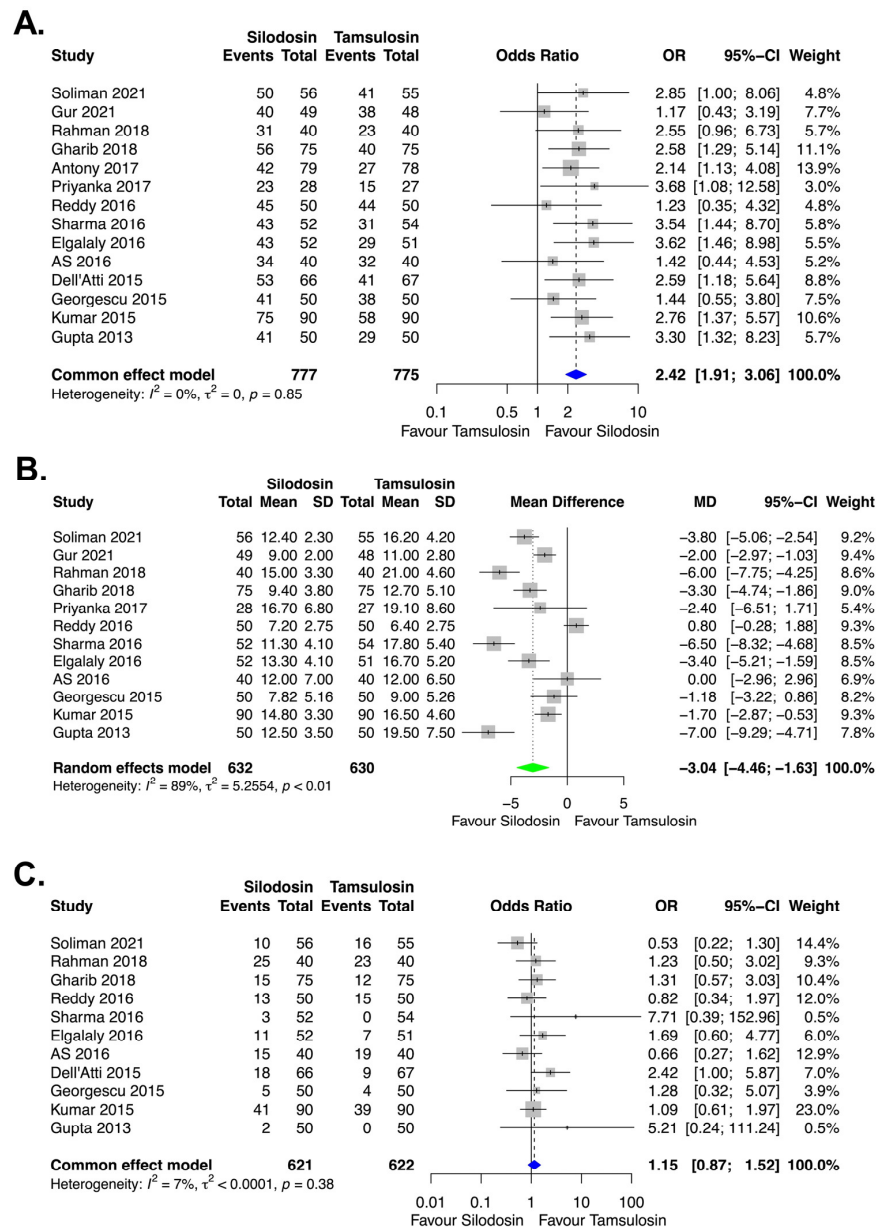 A.
Silodosin Tamsulosin
Study Events Total Events Total Odds Ratio OR 95%−CI Weight
Soliman 2021 50 56 41 55 2.85 [1.00; 8.06] 4.8%
Gur 2021 40 49 38 48 1.17 [0.43; 3.19] 7.7%
Rahman 2018 31 40 23 40 2.55 [0.96; 6.73] 5.7%
Gharib 2018 56 75 40 75 2.58 [1.29; 5.14] 11.1%
Antony 2017 42 79 27 78 2.14 [1.13; 4.08] 13.9%
Priyanka 2017 23 28 15 27 3.68 [1.08; 12.58] 3.0%
Reddy 2016 45 50 44 50 1.23 [0.35; 4.32] 4.8%
Sharma 2016 43 52 31 54 3.54 [1.44; 8.70] 5.8%
Elgalaly 2016 43 52 29 51 3.62 [1.46; 8.98] 5.5%
AS 2016 34 40 32 40 1.42 [0.44; 4.53] 5.2%
Dell'Atti 2015 53 66 41 67 2.59 [1.18; 5.64] 8.8%
Georgescu 2015 41 50 38 50 1.44 [0.55; 3.80] 7.5%
Kumar 2015 75 90 58 90 2.76 [1.37; 5.57] 10.6%
Gupta 2013 41 50 29 50 3.30 [1.32; 8.23] 5.7%
Common effect model 777 775 2.42 [1.91; 3.06] 100.0%
Heterogeneity: I² = 0%, τ² = 0, p = 0.85
0.1 0.5 1 2 10
Favour Tamsulosin Favour Silodosin
B.
Silodosin Tamsulosin
Study Total Mean SD Total Mean SD Mean Difference MD 95%−CI Weight
Soliman 2021 56 12.40 2.30 55 16.20 4.20 −3.80 [−5.06; −2.54] 9.2%
Gur 2021 49 9.00 2.00 48 11.00 2.80 −2.00 [−2.97; −1.03] 9.4%
Rahman 2018 40 15.00 3.30 40 21.00 4.60 −6.00 [−7.75; −4.25] 8.6%
Gharib 2018 75 9.40 3.80 75 12.70 5.10 −3.30 [−4.74; −1.86] 9.0%
Priyanka 2017 28 16.70 6.80 27 19.10 8.60 −2.40 [−6.51; 1.71] 5.4%
Reddy 2016 50 7.20 2.75 50 6.40 2.75 0.80 [−0.28; 1.88] 9.3%
Sharma 2016 52 11.30 4.10 54 17.80 5.40 −6.50 [−8.32; −4.68] 8.5%
Elgalaly 2016 52 13.30 4.10 51 16.70 5.20 −3.40 [−5.21; −1.59] 8.5%
AS 2016 40 12.00 7.00 40 12.00 6.50 0.00 [−2.96; 2.96] 6.9%
Georgescu 2015 50 7.82 5.16 50 9.00 5.26 −1.18 [−3.22; 0.86] 8.2%
Kumar 2015 90 14.80 3.30 90 16.50 4.60 −1.70 [−2.87; −0.53] 9.3%
Gupta 2013 50 12.50 3.50 50 19.50 7.50 −7.00 [−9.29; −4.71] 7.8%
Random effects model 632 630 −3.04 [−4.46; −1.63] 100.0%
Heterogeneity: I² = 89%, τ² = 5.2554, p < 0.01
−5 0 5
Favour Silodosin Favour Tamsulosin
C.
Silodosin Tamsulosin
Study Events Total Events Total Odds Ratio OR 95%−CI Weight
Soliman 2021 10 56 16 55 0.53 [0.22; 1.30] 14.4%
Rahman 2018 25 40 23 40 1.23 [0.50; 3.02] 9.3%
Gharib 2018 15 75 12 75 1.31 [0.57; 3.03] 10.4%
Reddy 2016 13 50 15 50 0.82 [0.34; 1.97] 12.0%
Sharma 2016 3 52 0 54 7.71 [0.39; 152.96] 0.5%
Elgalaly 2016 11 52 7 51 1.69 [0.60; 4.77] 6.0%
AS 2016 15 40 19 40 0.66 [0.27; 1.62] 12.9%
Dell'Atti 2015 18 66 9 67 2.42 [1.00; 5.87] 7.0%
Georgescu 2015 5 50 4 50 1.28 [0.32; 5.07] 3.9%
Kumar 2015 41 90 39 90 1.09 [0.61; 1.97] 23.0%
Gupta 2013 2 50 0 50 5.21 [0.24; 111.24] 0.5%
Common effect model 621 622 1.15 [0.87; 1.52] 100.0%
Heterogeneity: I² = 7%, τ² < 0.0001, p = 0.38
0.01 0.1 1 10 100
Favour Silodosin Favour Tamsulosin